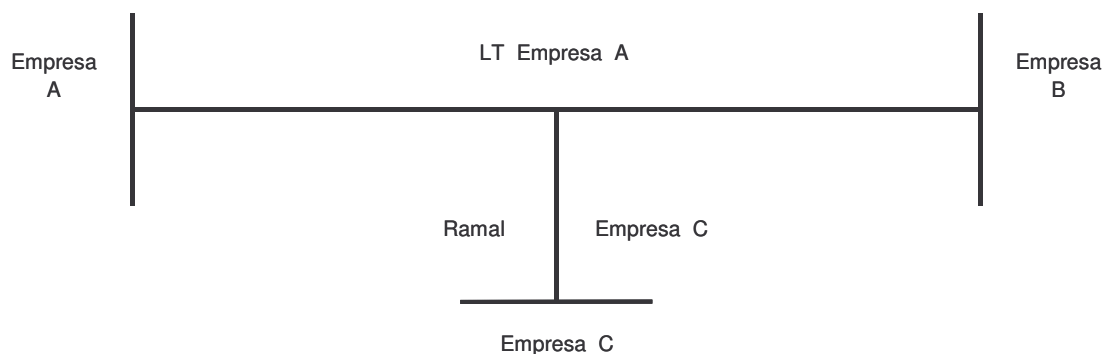 LT Empresa A
Empresa
A
Empresa
B
Ramal
Empresa C
Empresa C